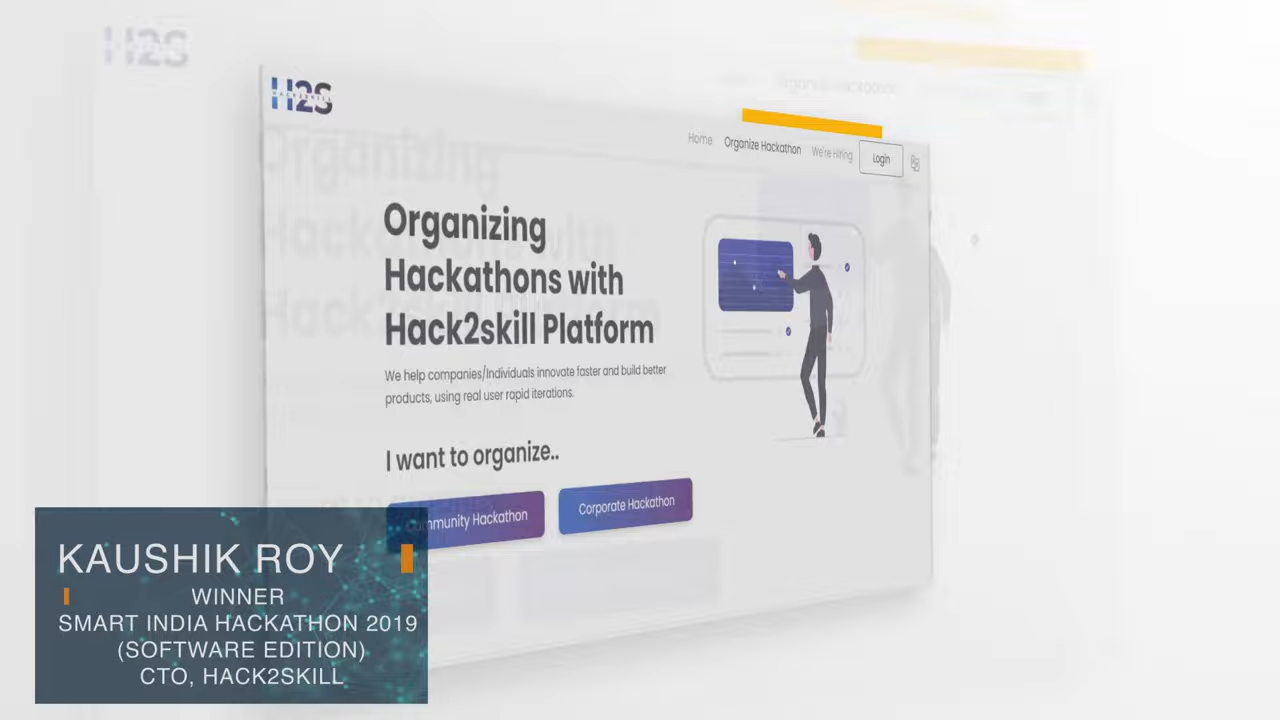 H2S
HACK2SKILL
Home Organize Hackathon We're Hiring Login
Organizing
Hackathons with
Hack2skill Platform
We help companies/Individuals innovate faster and build better
products, using real user rapid iterations.
I want to organize..
Community Hackathon Corporate Hackathon
KAUSHIK ROY
WINNER
SMART INDIA HACKATHON 2019
(SOFTWARE EDITION)
CTO, HACK2SKILL